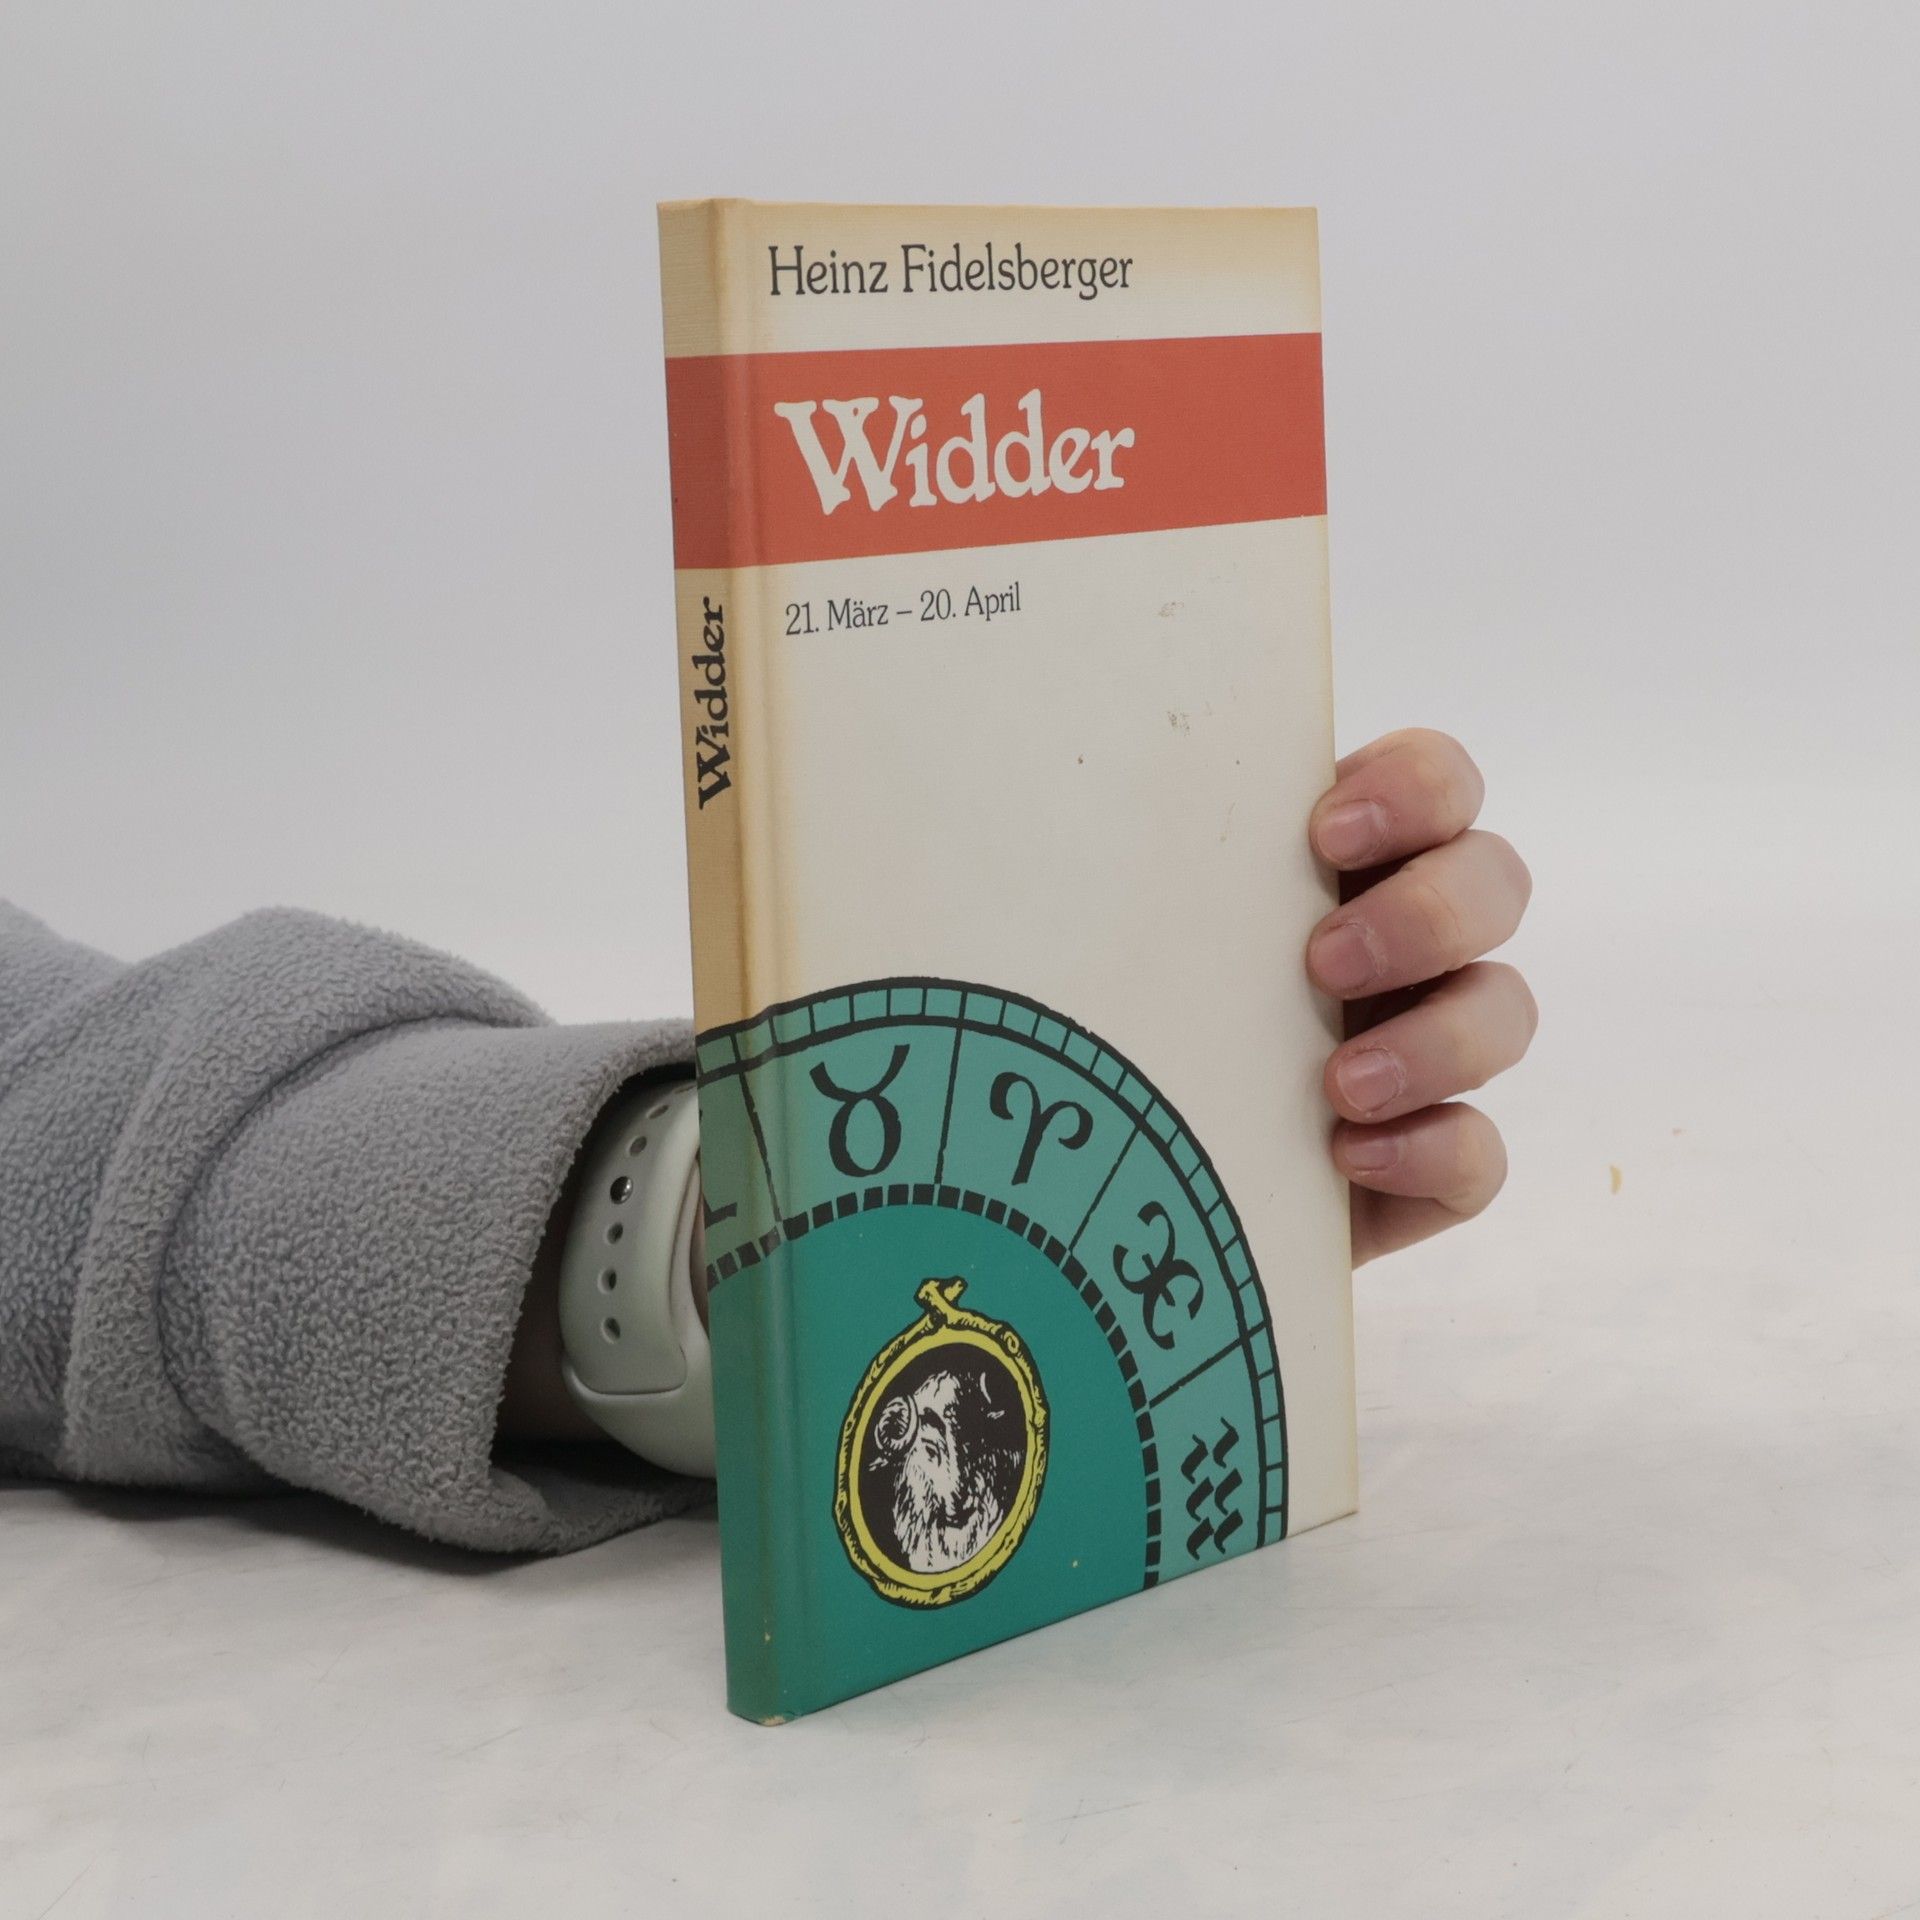 Heinz Fidelsberger
Widder
21. März – 20. April
Widder